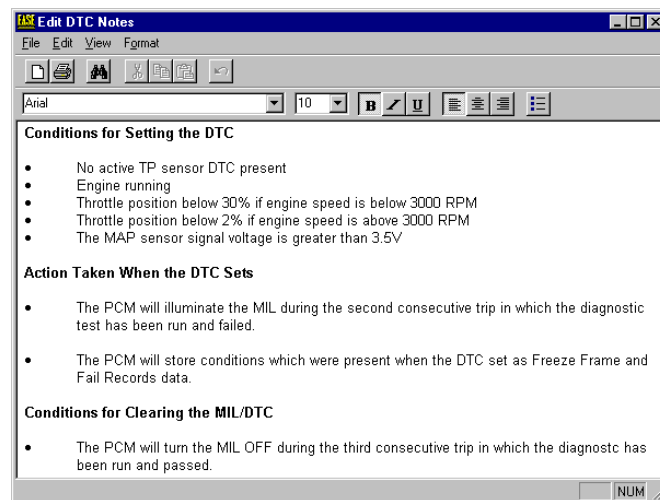 EASE Edit DTC Notes
File Edit View Format
Arial 10 B I U
Conditions for Setting the DTC
• No active TP sensor DTC present
• Engine running
• Throttle position below 30% if engine speed is below 3000 RPM
• Throttle position below 2% if engine speed is above 3000 RPM
• The MAP sensor signal voltage is greater than 3.5V
Action Taken When the DTC Sets
• The PCM will illuminate the MIL during the second consecutive trip in which the diagnostic
test has been run and failed.
• The PCM will store conditions which were present when the DTC set as Freeze Frame and
Fail Records data.
Conditions for Clearing the MIL/DTC
• The PCM will turn the MIL OFF during the third consecutive trip in which the diagnostc has
been run and passed.
NUM